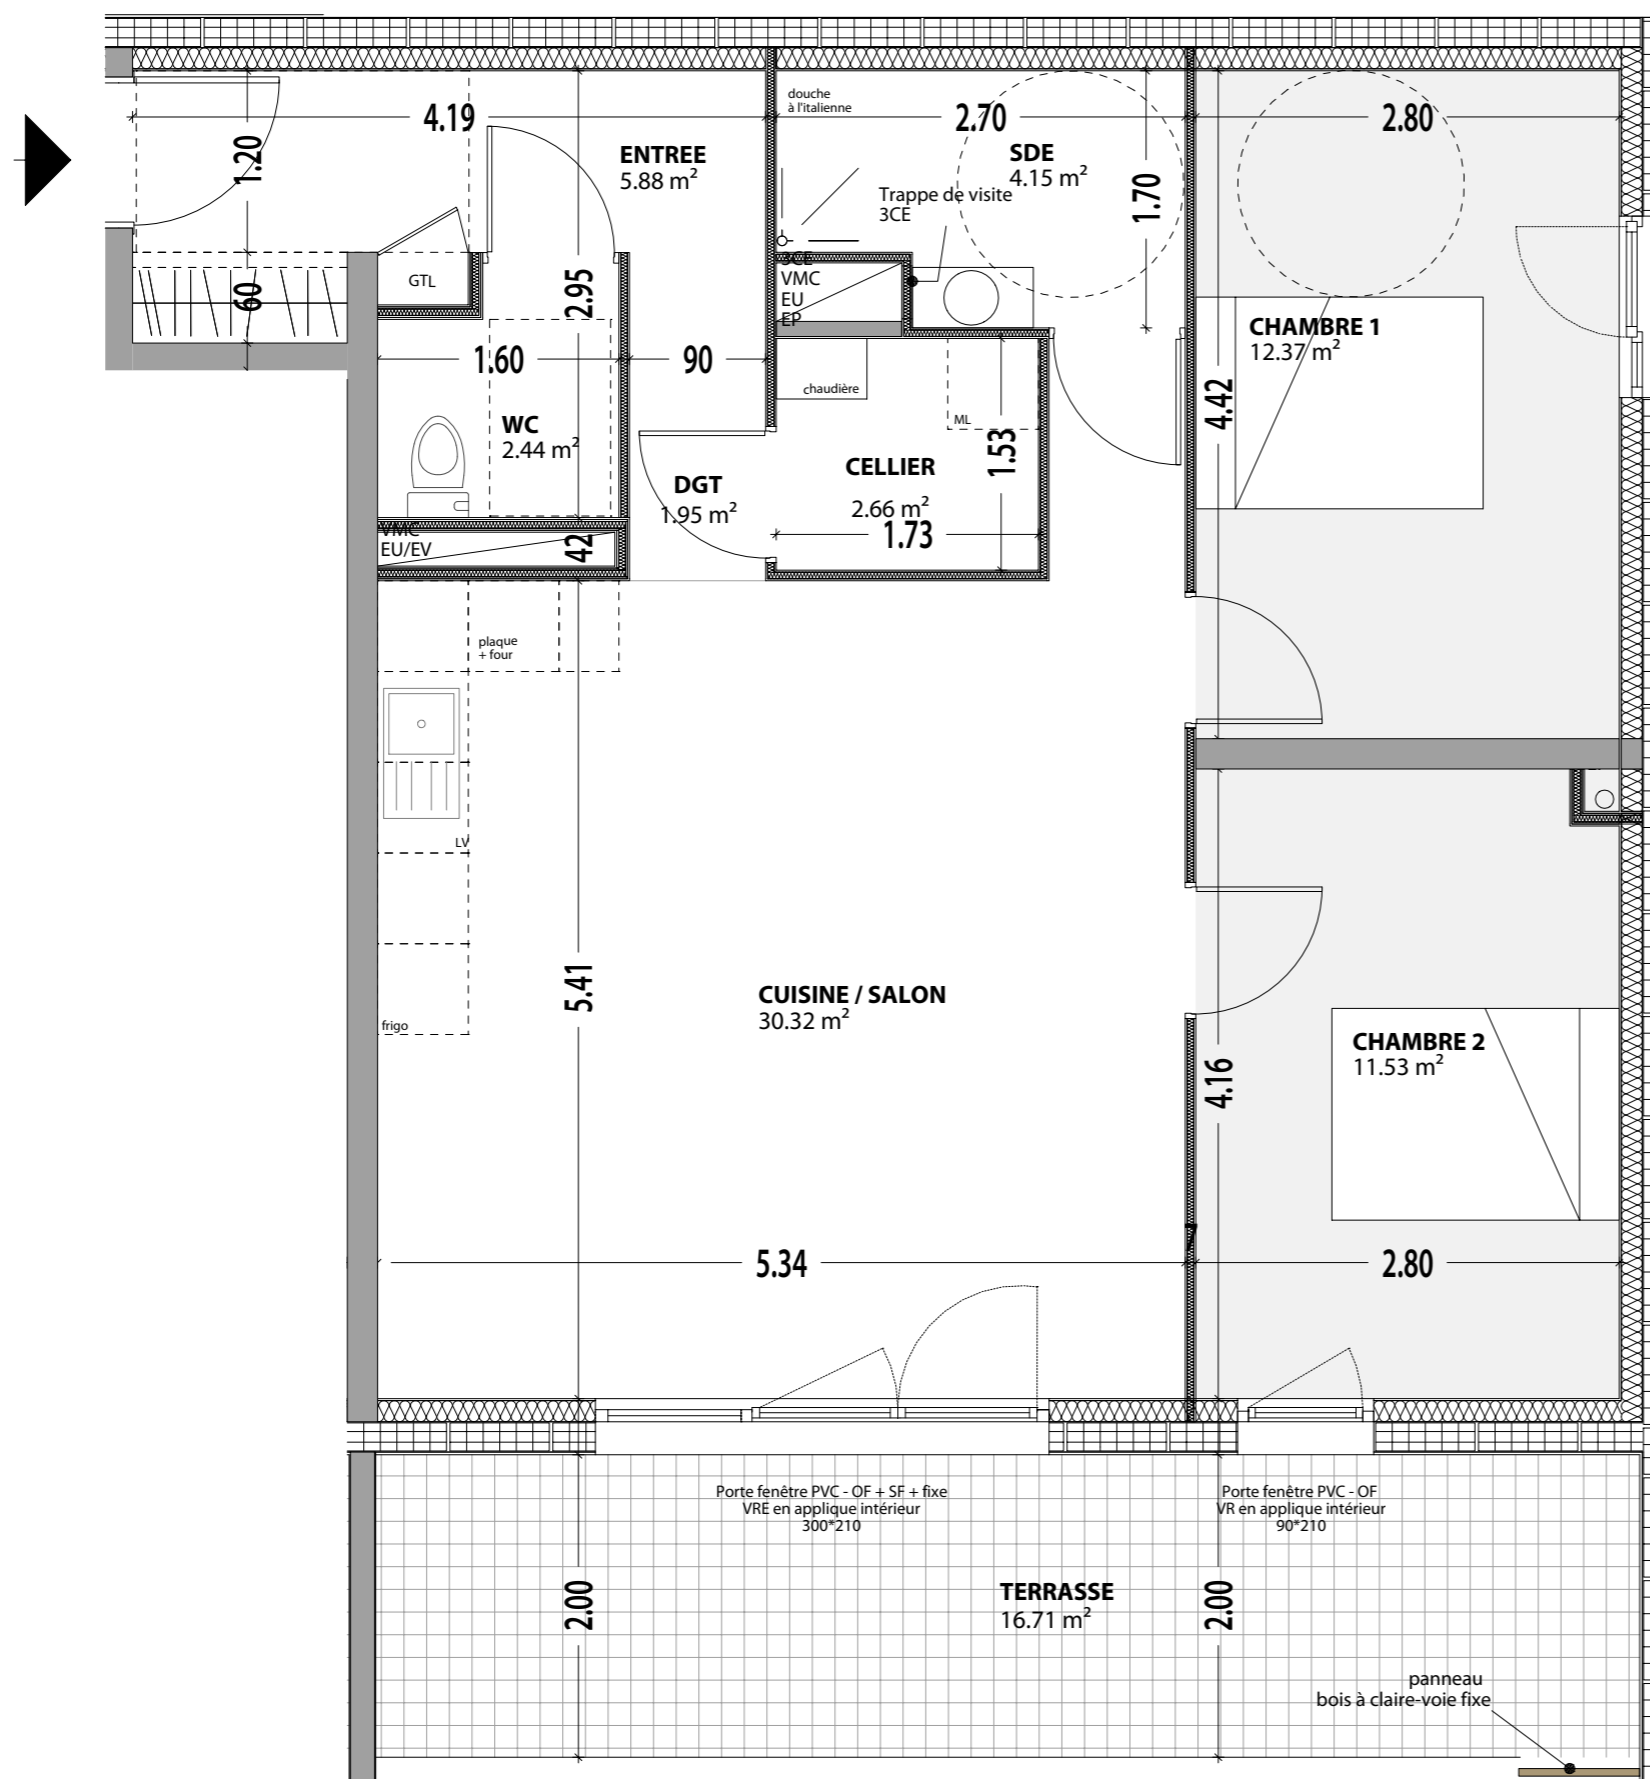 douche
à l'italienne
4.19
2.70
2.80
1.20
ENTREE
5.88 m²
SDE
4.15 m²
Trappe de visite
3CE
1.70
GTL
60
2.95
3CE
VMC
EU
EP
CHAMBRE 1
12.37 m²
1.60
90
chaudière
ML
4.42
WC
2.44 m²
1.53
CELLIER
2.66 m²
DGT
1.95 m²
1.73
VMC
EU/EV
42
plaque
+ four
LV
5.41
CUISINE / SALON
30.32 m²
frigo
4.16
CHAMBRE 2
11.53 m²
5.34
2.80
Porte fenêtre PVC - OF + SF + fixe
VRE en applique intérieur
300*210
Porte fenêtre PVC - OF
VR en applique intérieur
90*210
2.00
TERRASSE
16.71 m²
2.00
panneau
bois à claire-voie fixe